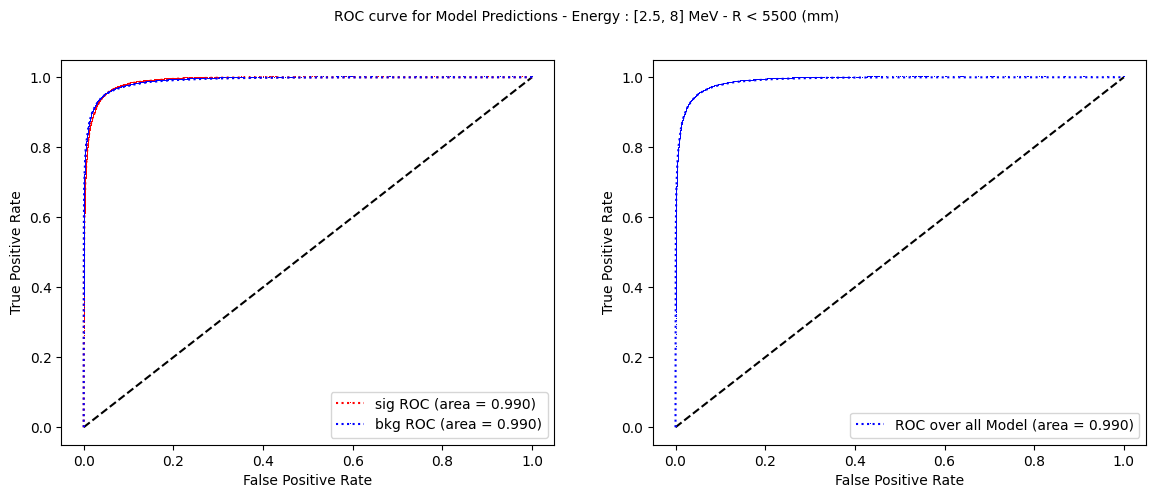 ROC curve for Model Predictions - Energy : [2.5, 8] MeV - R < 5500 (mm)
1.0
0.8
0.6
0.4
0.2
0.0
True Positive Rate
sig ROC (area = 0.990)
bkg ROC (area = 0.990)
0.0 0.2 0.4 0.6 0.8 1.0
False Positive Rate
1.0
0.8
0.6
0.4
0.2
0.0
True Positive Rate
ROC over all Model (area = 0.990)
0.0 0.2 0.4 0.6 0.8 1.0
False Positive Rate